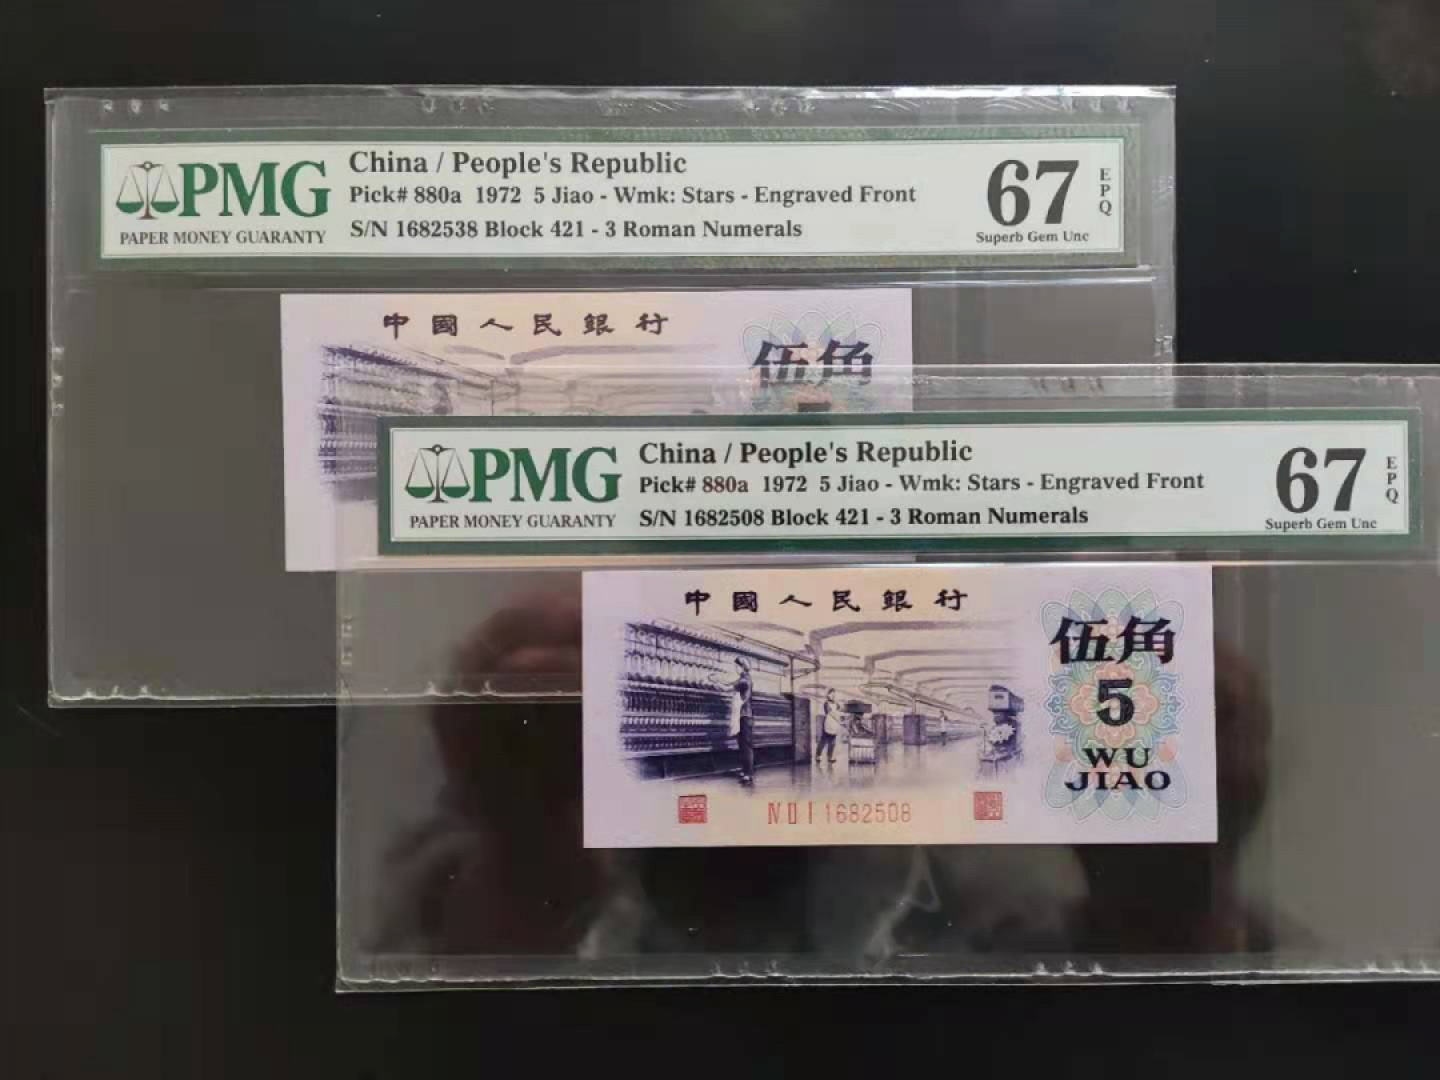 PMG
PAPER MONEY GUARANTY
China / People's Republic
Pick# 880a 1972 5 Jiao - Wmk: Stars - Engraved Front
S/N 1682538 Block 421 - 3 Roman Numerals
67
EPQ
Superb Gem Unc
中國人民銀行
伍角
PMG
PAPER MONEY GUARANTY
China / People's Republic
Pick# 880a 1972 5 Jiao - Wmk: Stars - Engraved Front
S/N 1682508 Block 421 - 3 Roman Numerals
67
EPQ
Superb Gem Unc
中國人民銀行
伍角
5
WU
JIAO
Ⅳ Ⅱ Ⅰ 1682508